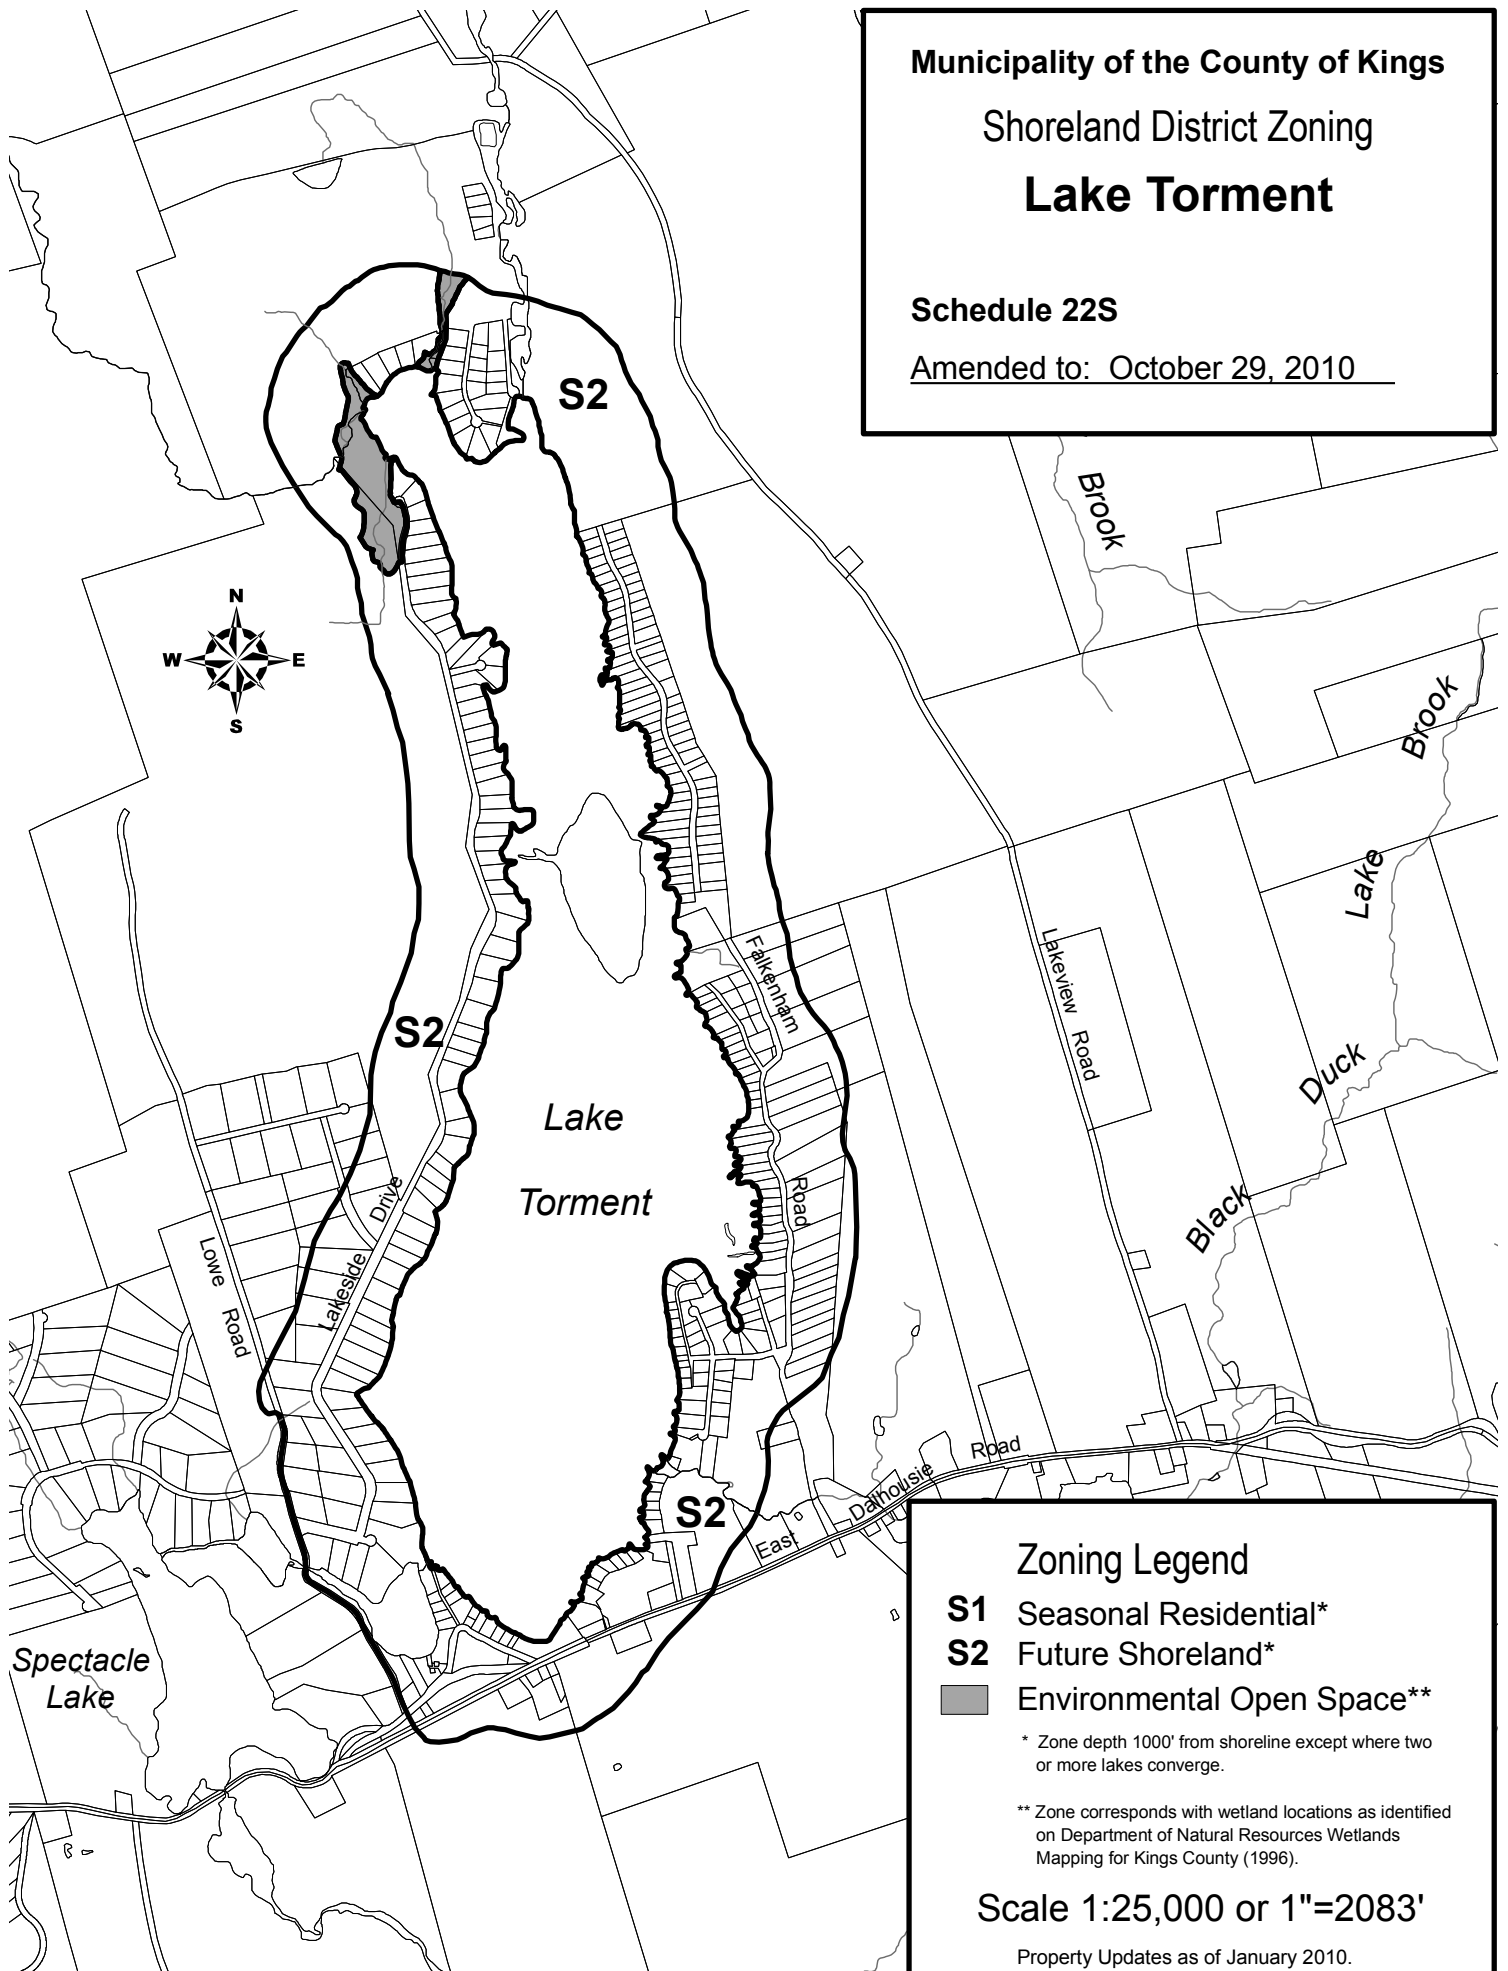 Municipality of the County of Kings
Shoreland District Zoning
Lake Torment
Schedule 22S
Amended to: October 29, 2010
S2
Brook
N
W E
S
Brook
Lake
Falkenham
Lakeview Road
S2
Duck
Lake
Torment
Drive
Road
Black
Lowe Road
Lakeside
Road
Dalhousie
S2
East
Spectacle
Lake
Zoning Legend
S1 Seasonal Residential*
S2 Future Shoreland*
Environmental Open Space**
* Zone depth 1000' from shoreline except where two
or more lakes converge.
** Zone corresponds with wetland locations as identified
on Department of Natural Resources Wetlands
Mapping for Kings County (1996).
Scale 1:25,000 or 1"=2083'
Property Updates as of January 2010.